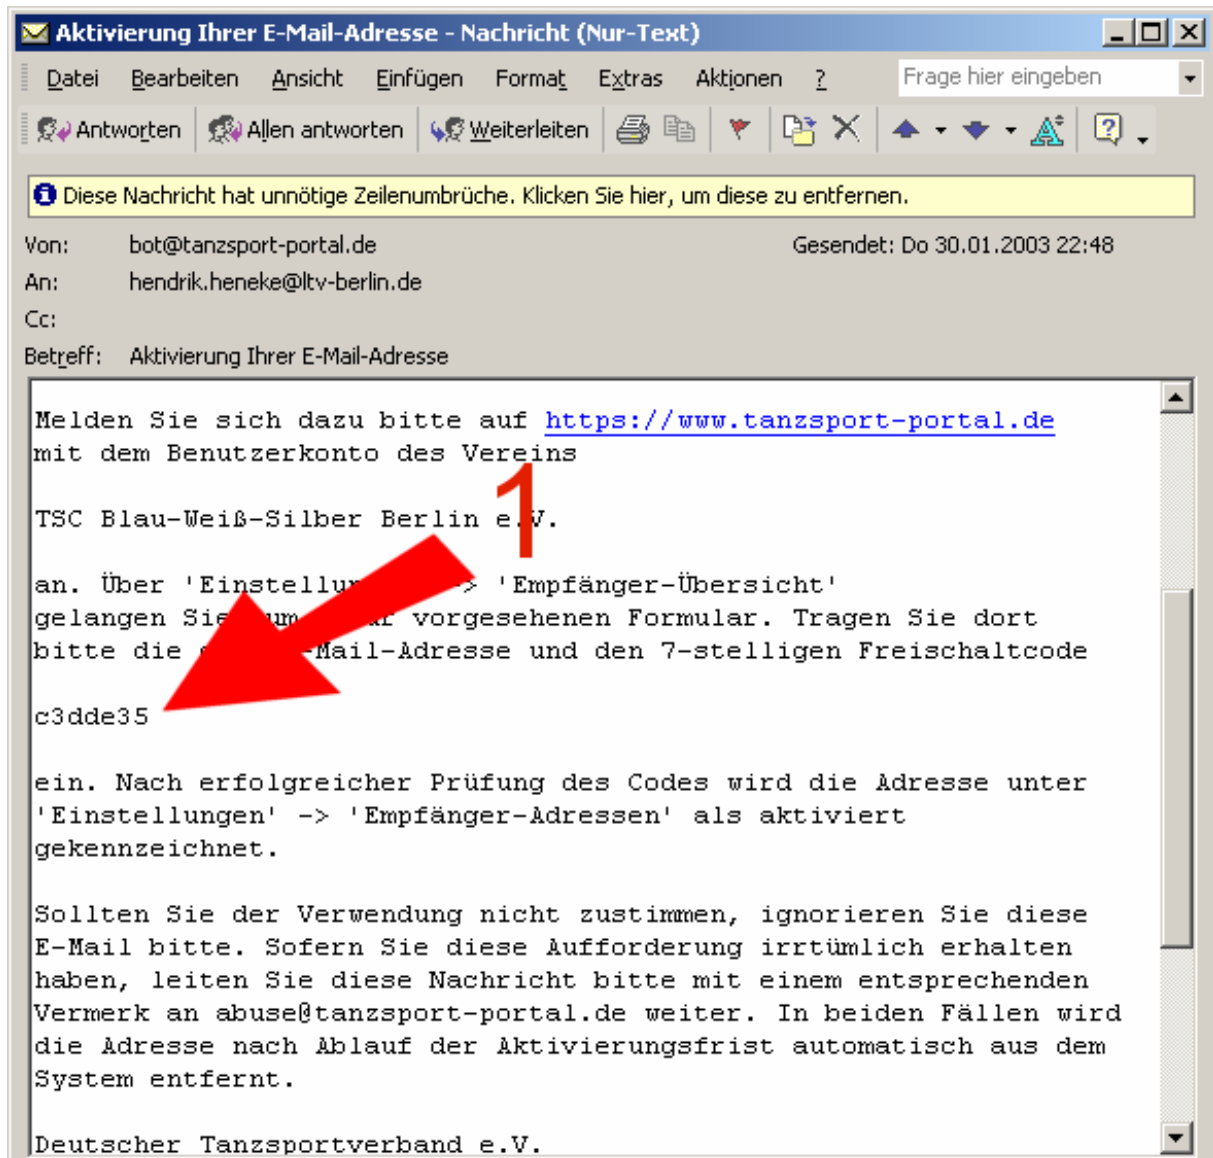 Aktivierung Ihrer E-Mail-Adresse - Nachricht (Nur-Text)
Datei Bearbeiten Ansicht Einfügen Format Extras Aktionen ? Frage hier eingeben
Antworten Allen antworten Weiterleiten
Diese Nachricht hat unnötige Zeilenumbrüche. Klicken Sie hier, um diese zu entfernen.
Von: bot@tanzsport-portal.de Gesendet: Do 30.01.2003 22:48
An: hendrik.heneke@ltv-berlin.de
Cc:
Betreff: Aktivierung Ihrer E-Mail-Adresse
Melden Sie sich dazu bitte auf https://www.tanzsport-portal.de
mit dem Benutzerkonto des Vereins
1
TSC Blau-Weiß-Silber Berlin e.V.
an. Über 'Einstellu > 'Empfänger-Übersicht'
gelangen Sie vorgesehenen Formular. Tragen Sie dort
bitte die -Mail-Adresse und den 7-stelligen Freischaltcode
c3dde35
ein. Nach erfolgreicher Prüfung des Codes wird die Adresse unter
'Einstellungen' -> 'Empfänger-Adressen' als aktiviert
gekennzeichnet.
Sollten Sie der Verwendung nicht zustimmen, ignorieren Sie diese
E-Mail bitte. Sofern Sie diese Aufforderung irrtümlich erhalten
haben, leiten Sie diese Nachricht bitte mit einem entsprechenden
Vermerk an abuse@tanzsport-portal.de weiter. In beiden Fällen wird
die Adresse nach Ablauf der Aktivierungsfrist automatisch aus dem
System entfernt.
Deutscher Tanzsportverband e.V.